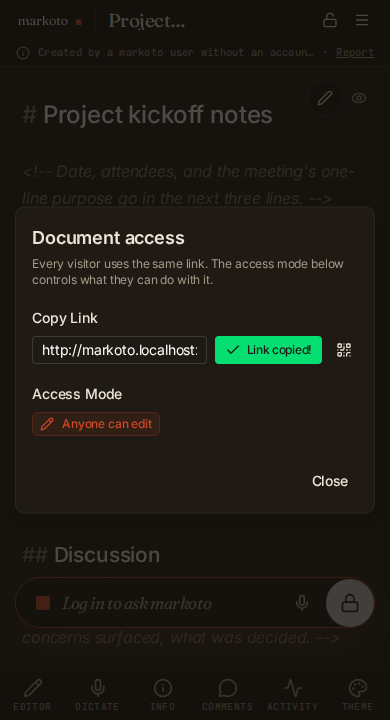 markoto
Project...
Created by a markoto user without an accoun… · Report
# Project kickoff notes
<!-- Date, attendees, and the meeting's one-
line purpose go in the next three lines. -->
Document access
Every visitor uses the same link. The access mode below
controls what they can do with it.
Copy Link
http://markoto.localhost:
Link copied!
Access Mode
Anyone can edit
Close
## Discussion
Log in to ask markoto
concerns surfaced, what was decided. -->
EDITOR
DICTATE
INFO
COMMENTS
ACTIVITY
THEME